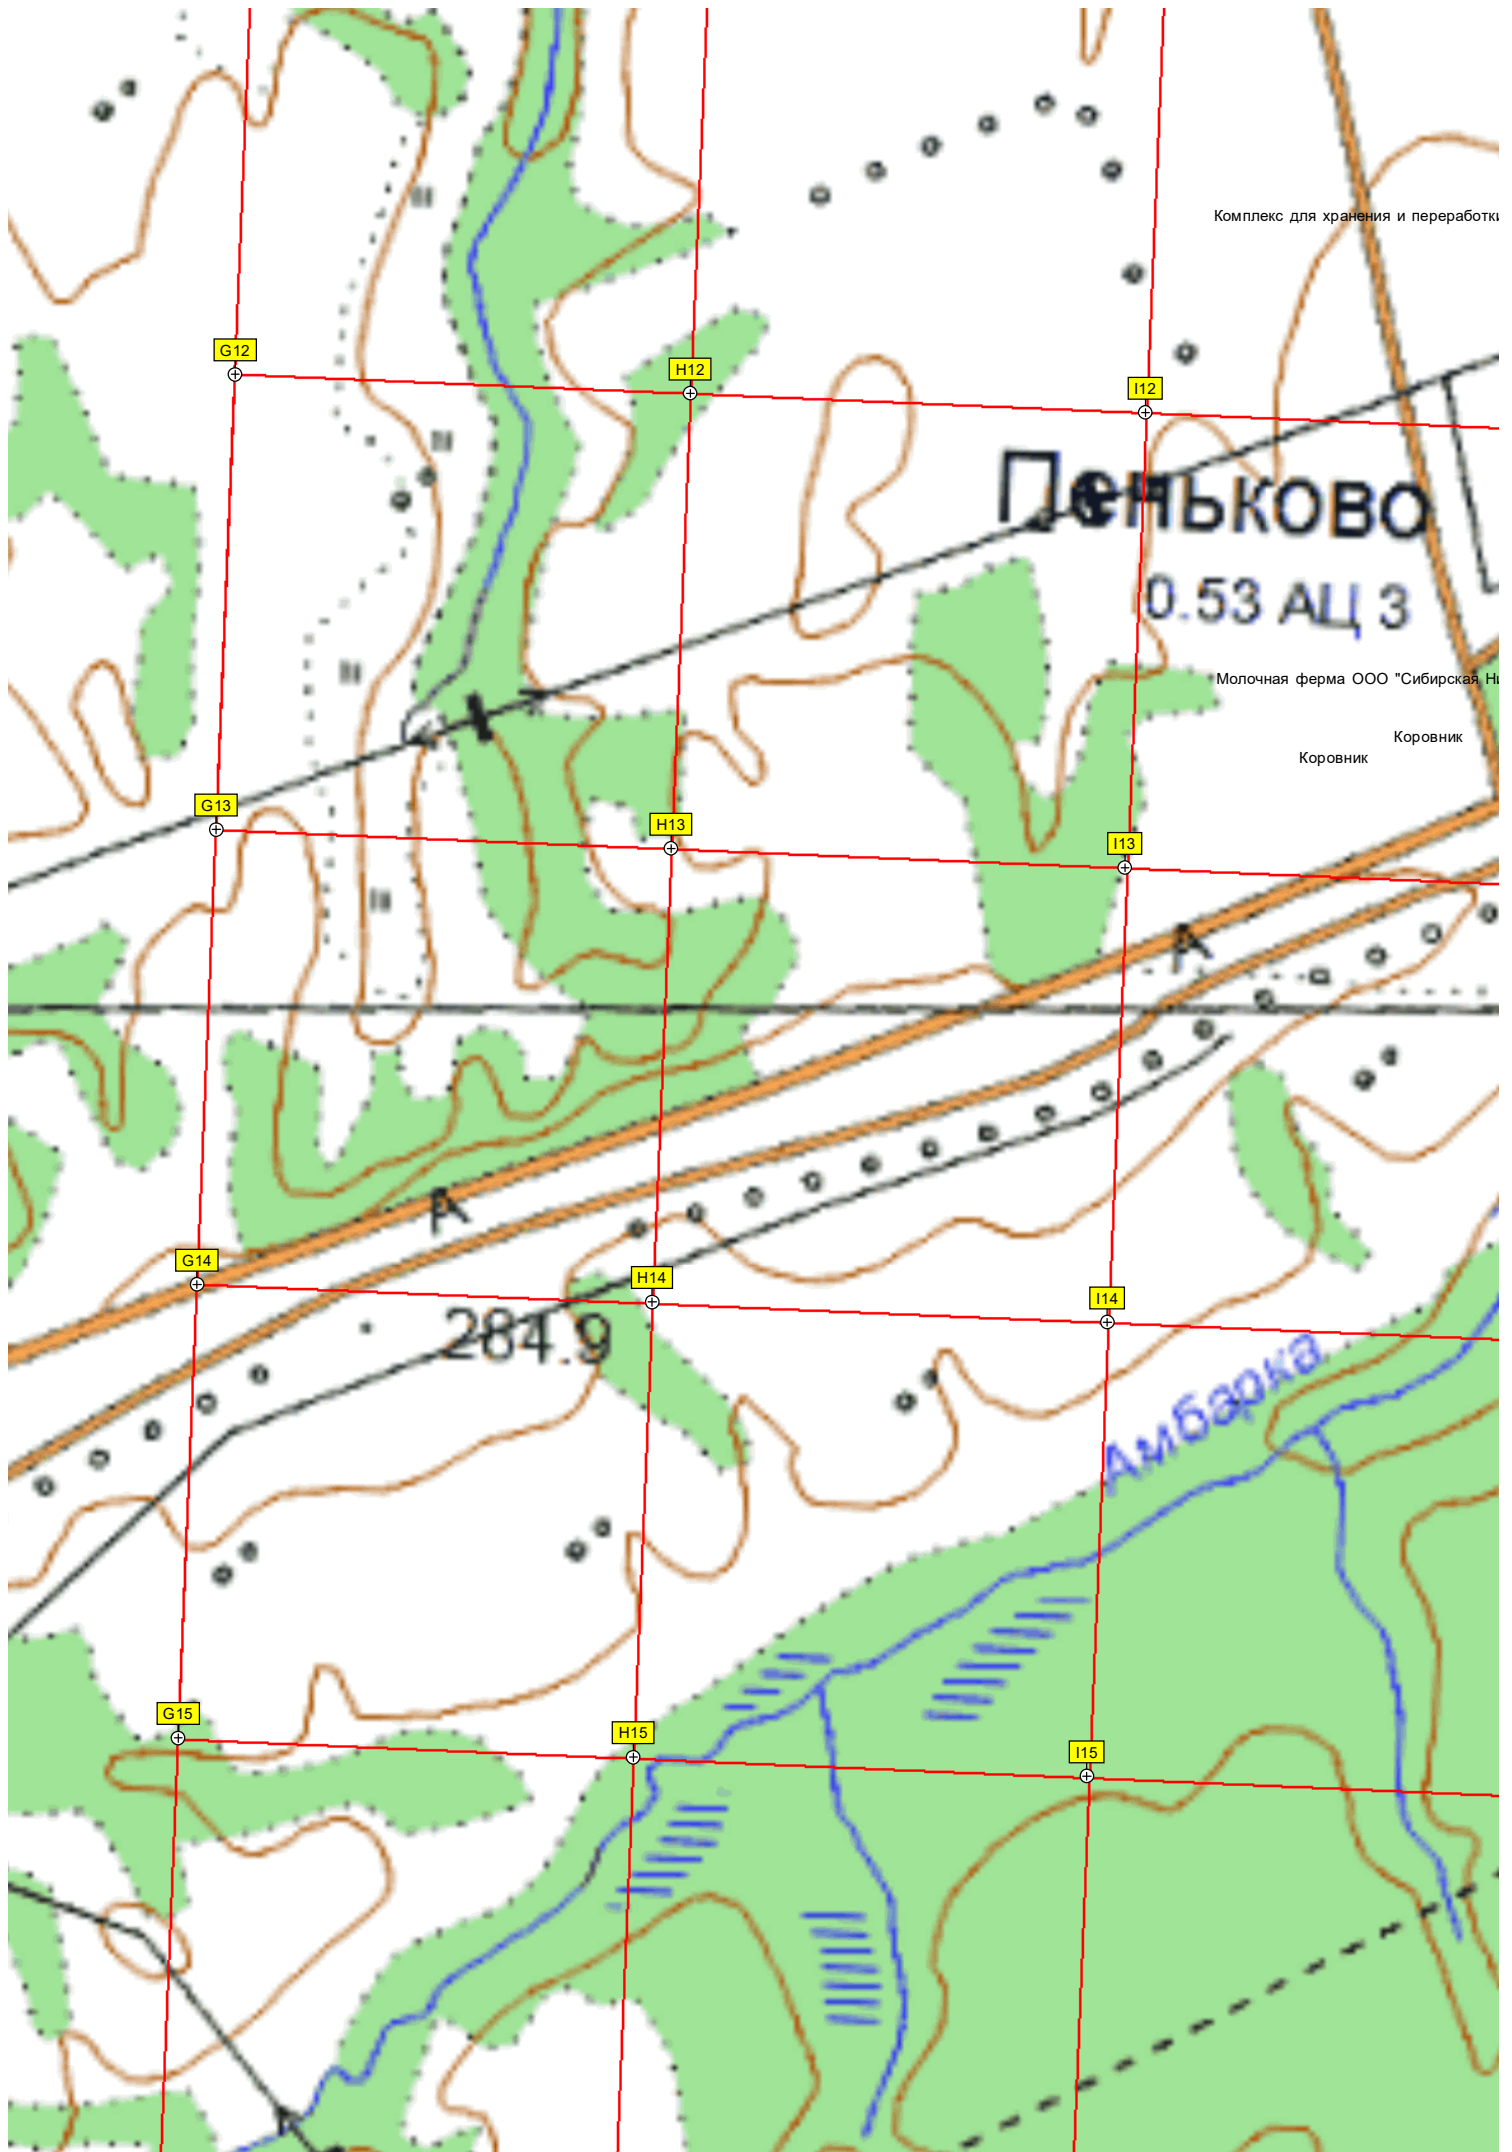 Комплекс для хранения и переработки
G12
H12
I12
Пеньково
0.53 АЦ 3
Молочная ферма ООО "Сибирская Ни
Коровник
Коровник
G13
H13
I13
А
А
G14
H14
I14
284.9
Амбарка
G15
H15
I15